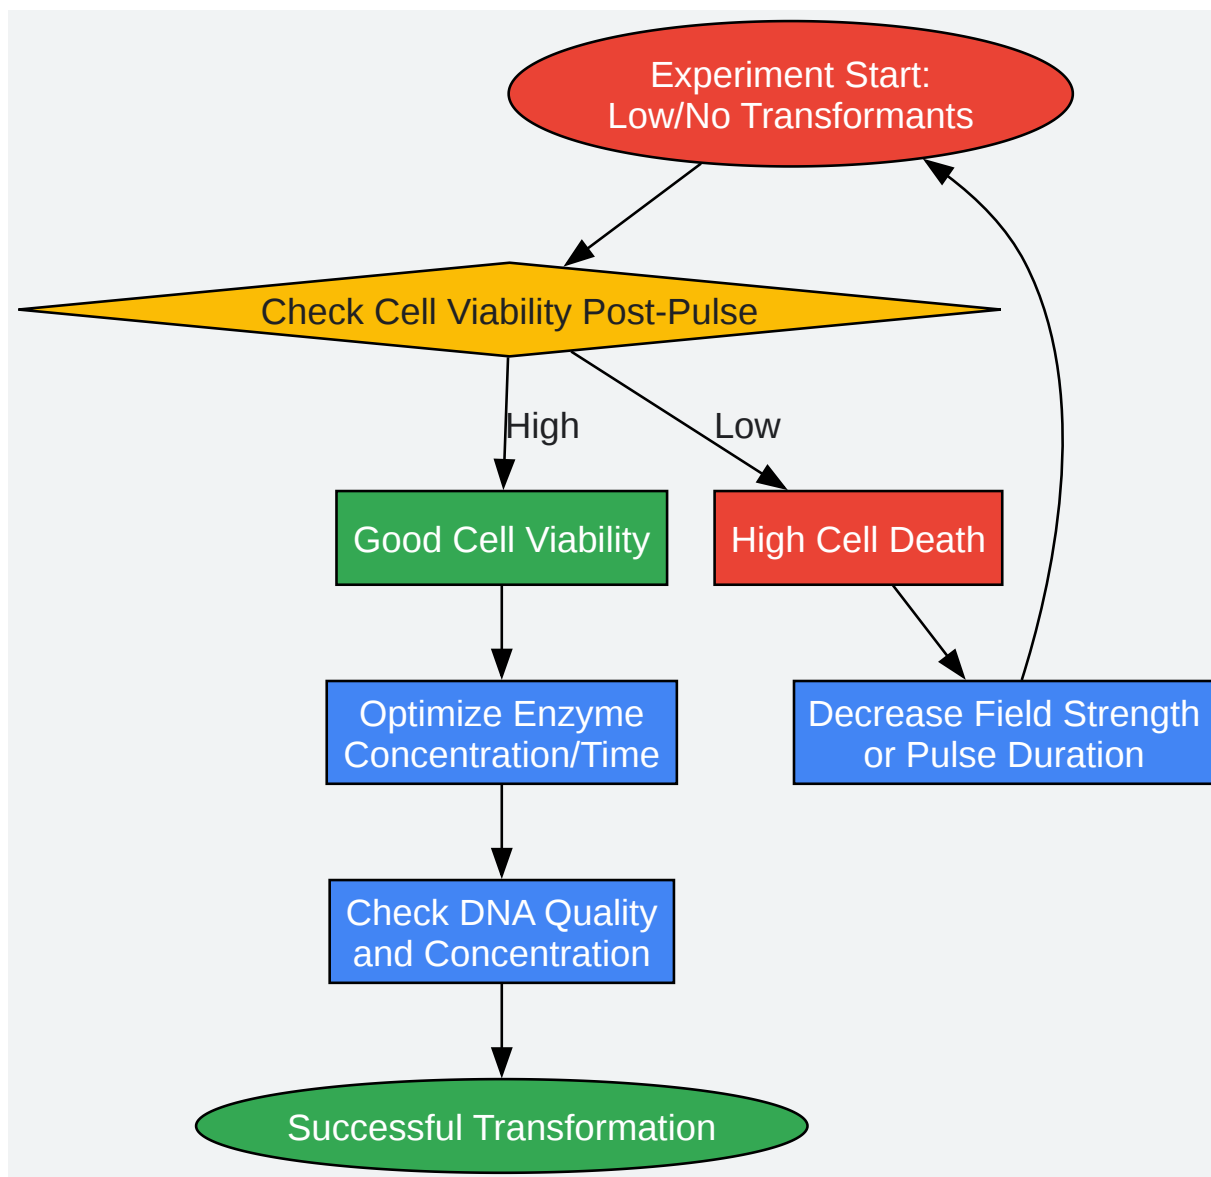 Experiment Start:
Low/No Transformants
Check Cell Viability Post-Pulse
High
Low
Good Cell Viability
High Cell Death
Optimize Enzyme
Concentration/Time
Decrease Field Strength
or Pulse Duration
Check DNA Quality
and Concentration
Successful Transformation